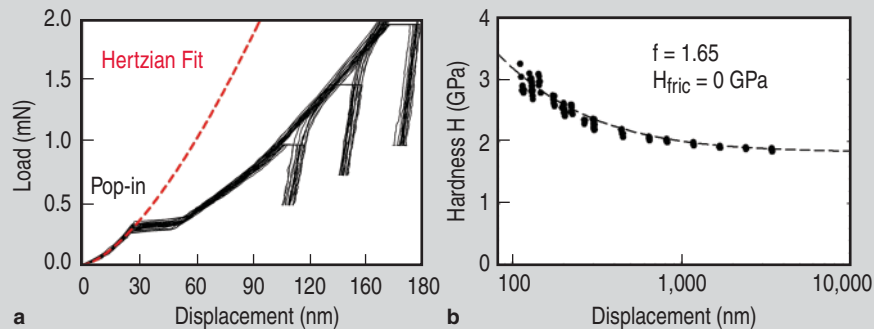 2.0
1.5
1.0
0.5
0.0
Load (mN)
Hertzian Fit
Pop-in
0 30 60 90 120 160 180
Displacement (nm)
a
4
3
2
1
0
Hardness H (GPa)
f = 1.65
Hfric = 0 GPa
100 1,000 10,000
Displacement (nm)
b